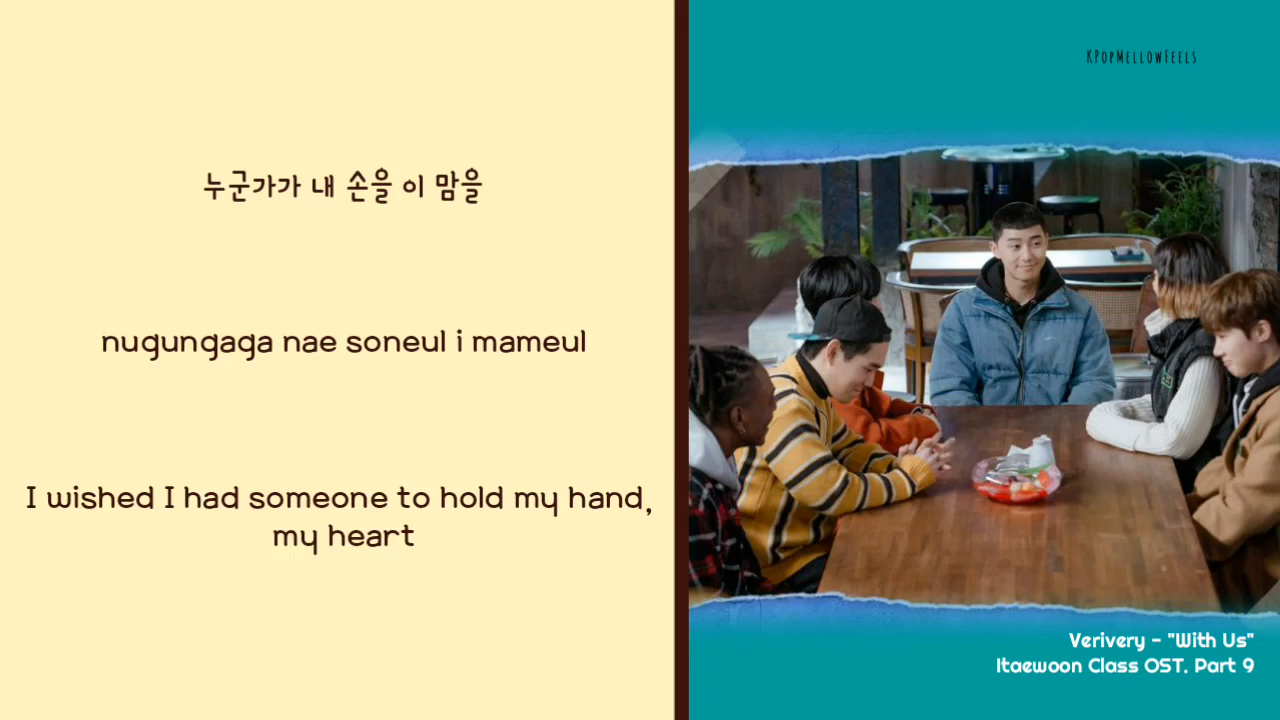 누군가가 내 손을 이 맘을
nugungaga nae soneul i mameul
I wished I had someone to hold my hand,
my heart
KPopMellowFeels
Verivery - "With Us"
Itaewoon Class OST. Part 9